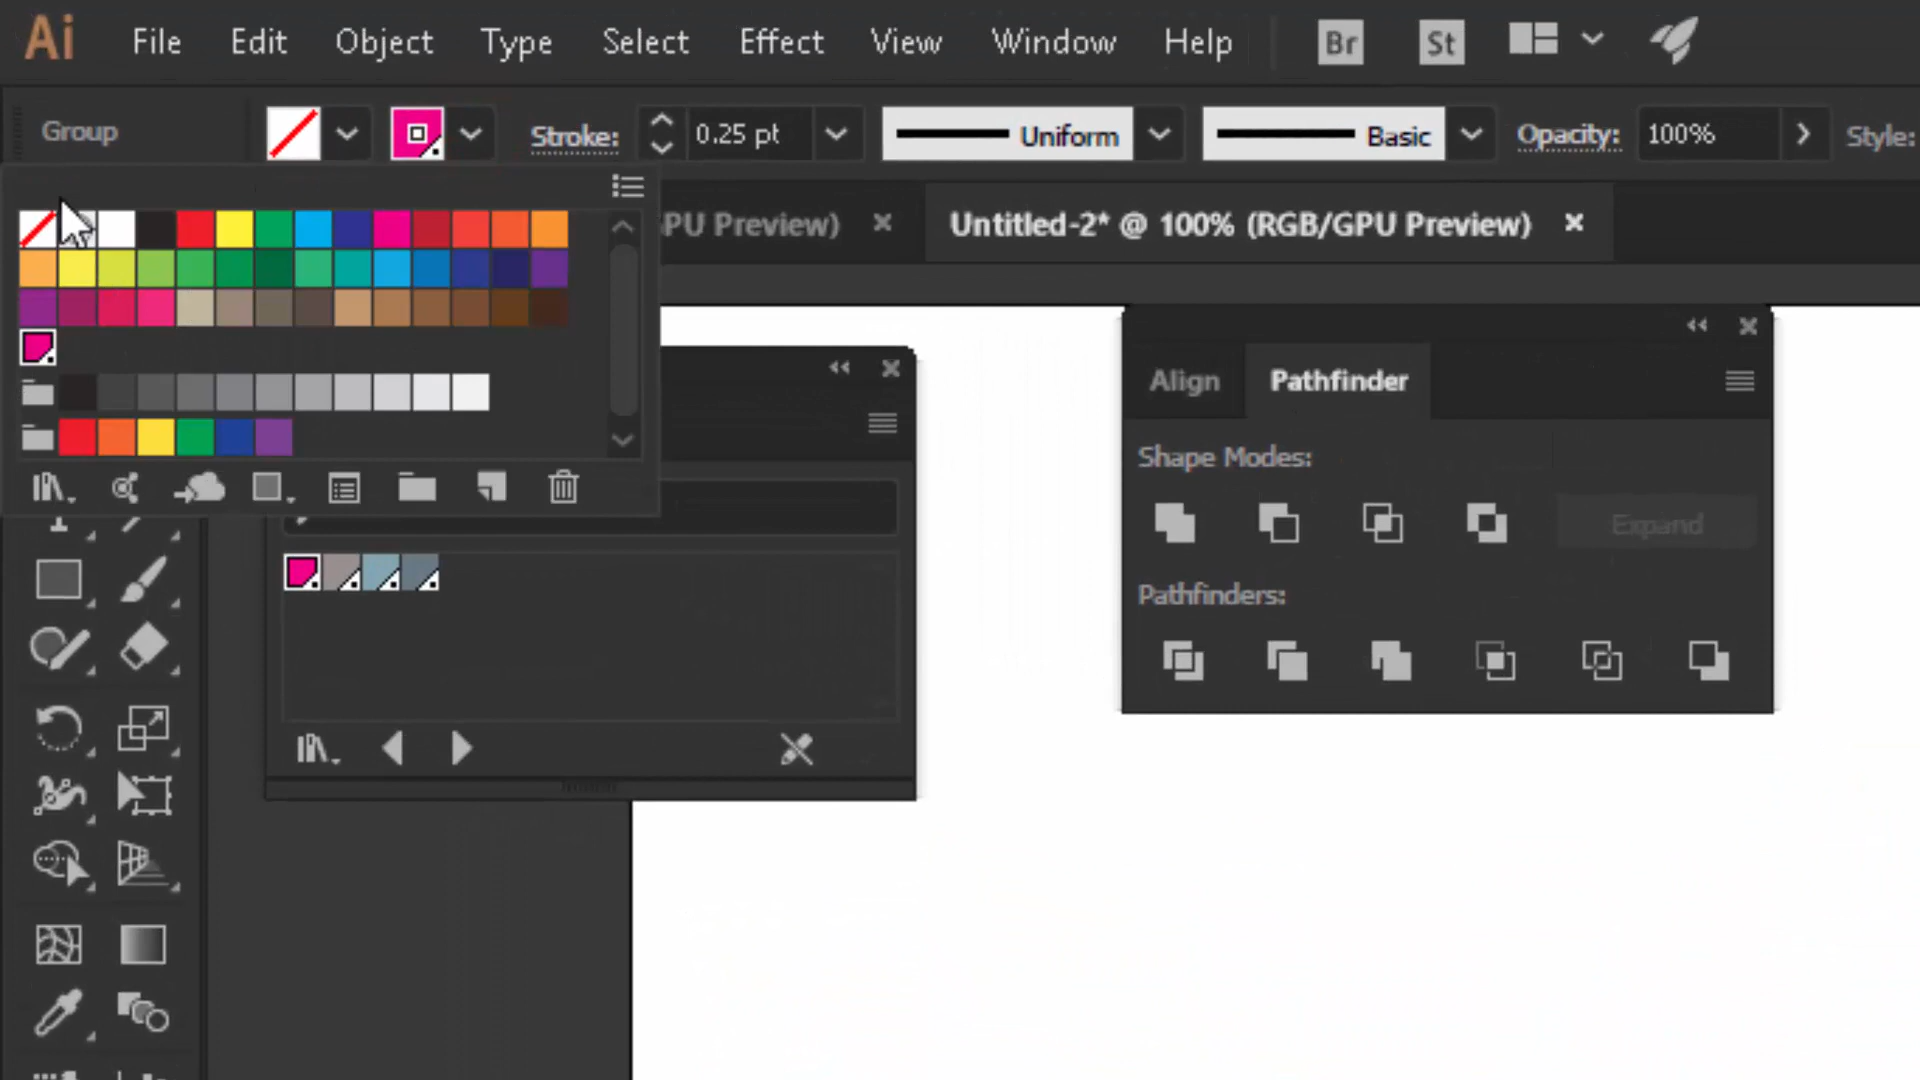 Ai File Edit Object Type Select Effect View Window Help Br St
Group Stroke: 0.25 pt Uniform Basic Opacity: 100% Style:
PU Preview) × Untitled-2* @ 100% (RGB/GPU Preview) ×
Align Pathfinder
Shape Modes:
Expand
Pathfinders: